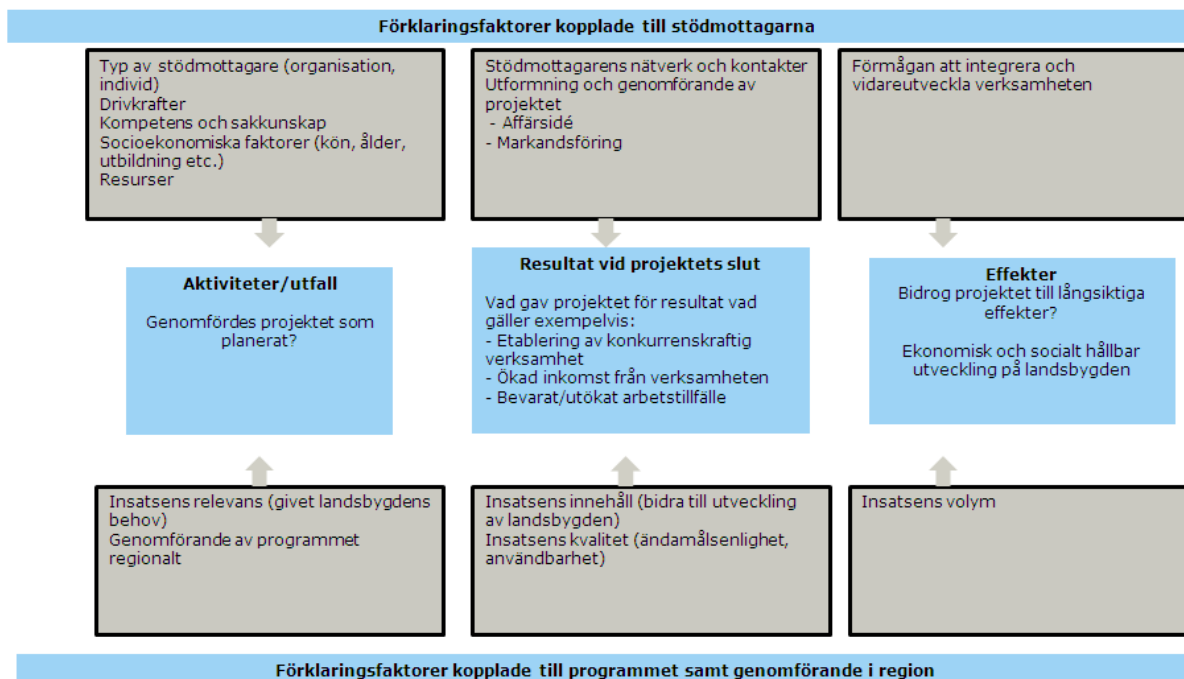 Förklaringsfaktorer kopplade till stödmottagarna
Typ av stödmottagare (organisation,
individ)
Drivkrafter
Kompetens och sakkunskap
Socioekonomiska faktorer (kön, ålder,
utbildning etc.)
Resurser
Stödmottagarens nätverk och kontakter
Utformning och genomförande av
projektet
- Affärsidé
- Markandsföring
Förmågan att integrera och
vidareutveckla verksamheten
Aktiviteter/utfall
Genomfördes projektet som
planerat?
Resultat vid projektets slut
Vad gav projektet för resultat vad
gäller exempelvis:
- Etablering av konkurrenskraftig
verksamhet
- Ökad inkomst från verksamheten
- Bevarat/utökat arbetstillfälle
Effekter
Bidrog projektet till långsiktiga
effekter?
Ekonomisk och socialt hållbar
utveckling på landsbygden
Insatsens relevans (givet landsbygdens
behov)
Genomförande av programmet
regionalt
Insatsens innehåll (bidra till utveckling
av landsbygden)
Insatsens kvalitet (ändamålsenlighet,
användbarhet)
Insatsens volym
Förklaringsfaktorer kopplade till programmet samt genomförande i region